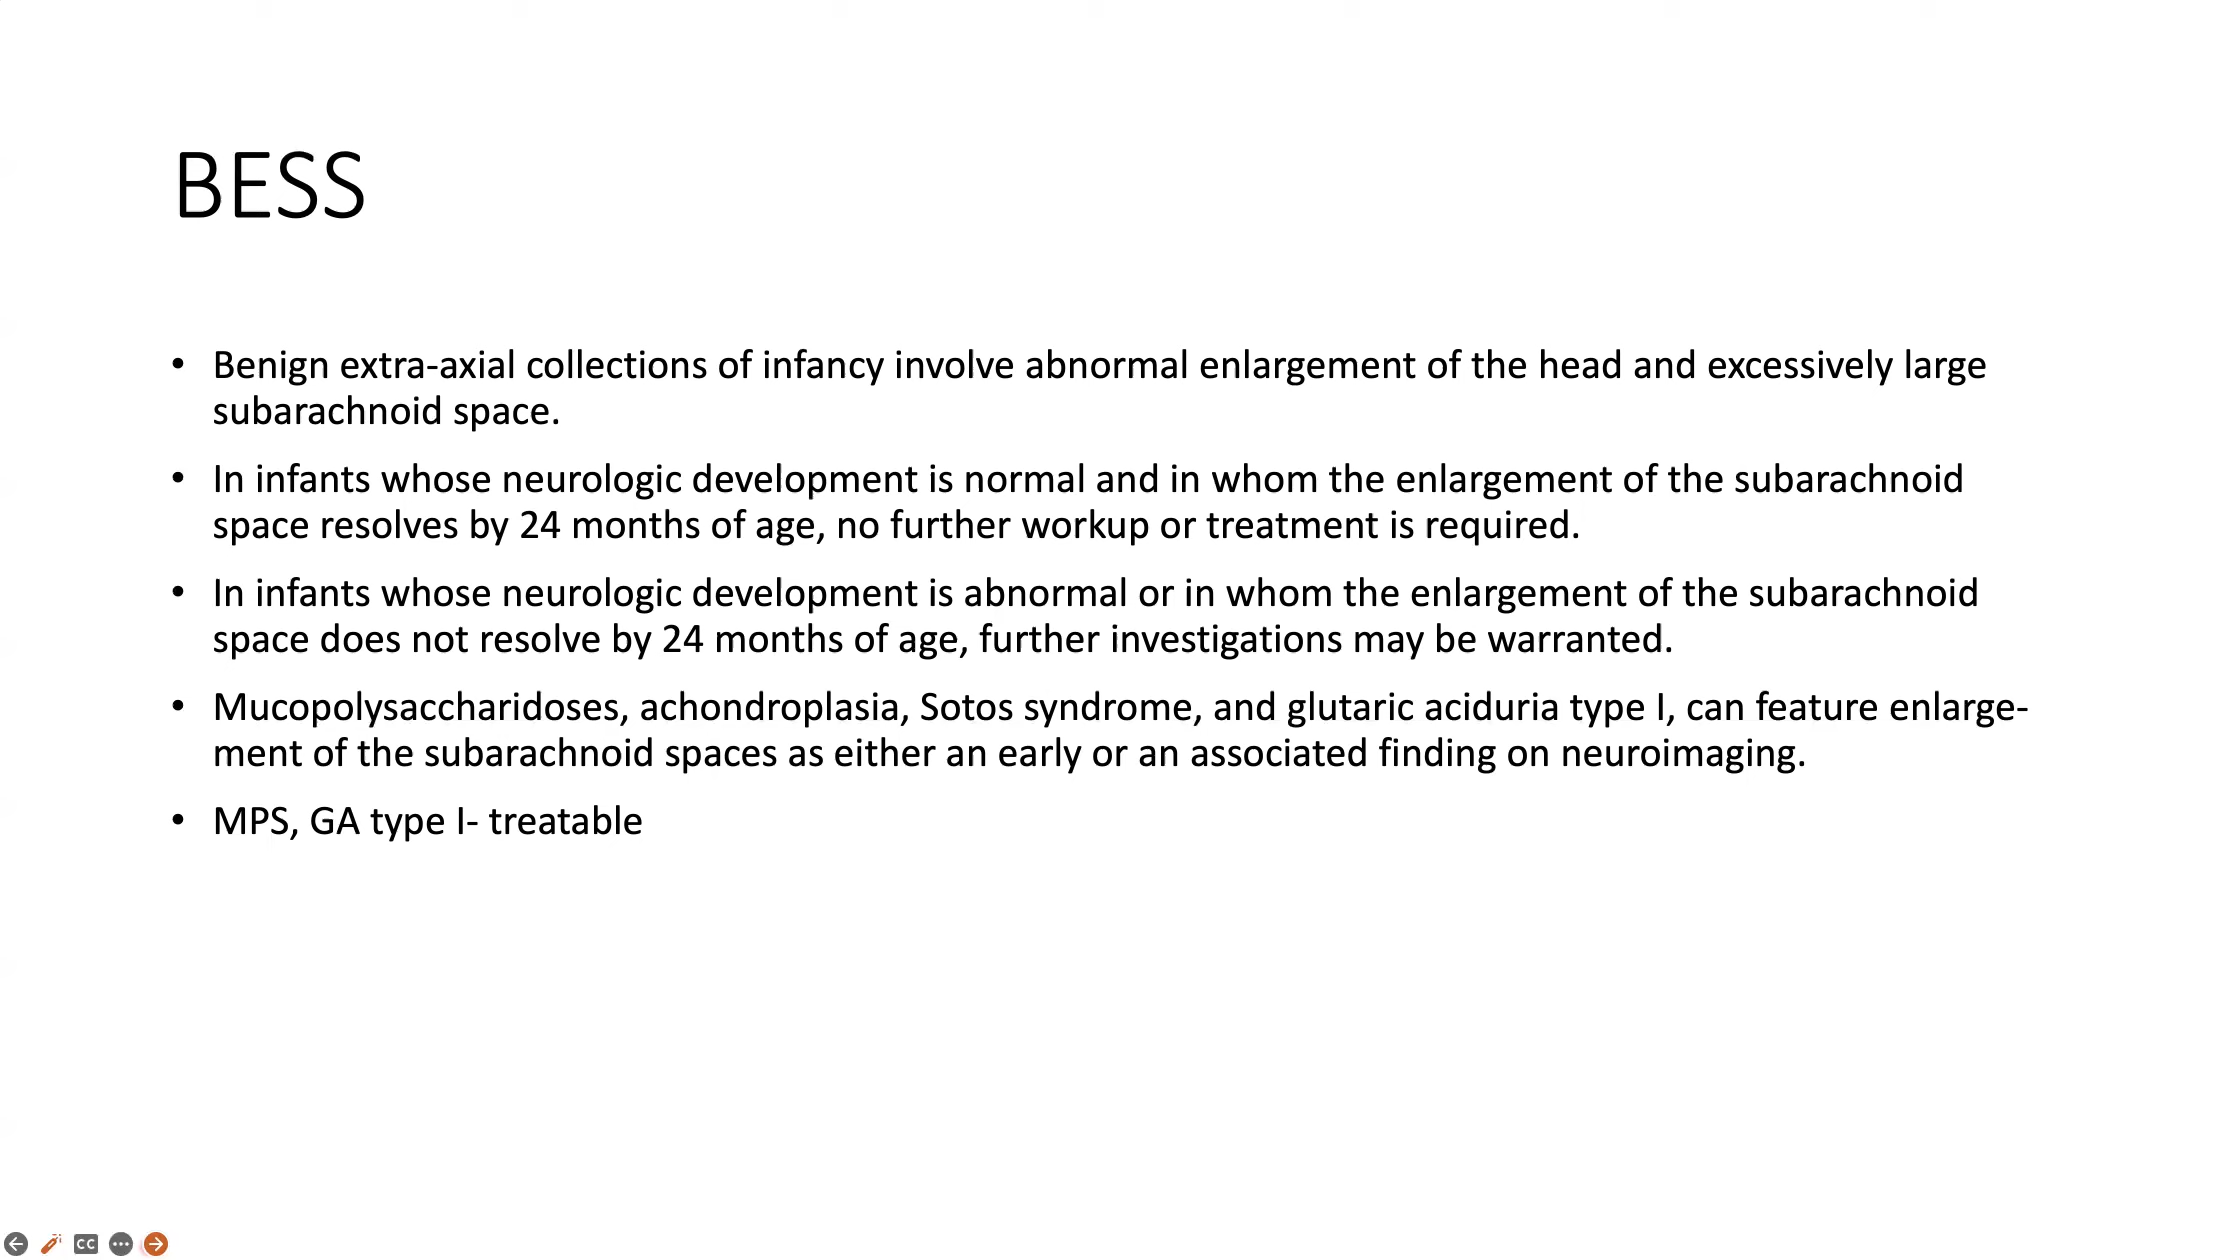 BESS
• Benign extra-axial collections of infancy involve abnormal enlargement of the head and excessively large
subarachnoid space.
• In infants whose neurologic development is normal and in whom the enlargement of the subarachnoid
space resolves by 24 months of age, no further workup or treatment is required.
• In infants whose neurologic development is abnormal or in whom the enlargement of the subarachnoid
space does not resolve by 24 months of age, further investigations may be warranted.
• Mucopolysaccharidoses, achondroplasia, Sotos syndrome, and glutaric aciduria type I, can feature enlarge-
ment of the subarachnoid spaces as either an early or an associated finding on neuroimaging.
• MPS, GA type I- treatable
CC